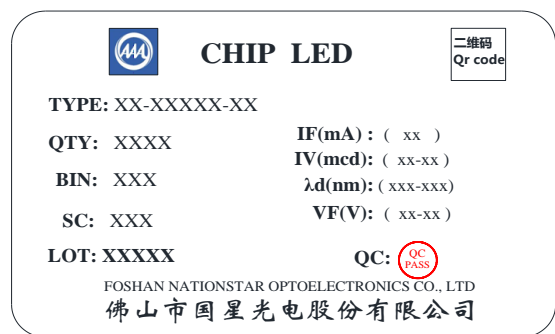 CHIP LED
二维码
Qr code
TYPE: XX-XXXXX-XX
QTY: XXXX
IF(mA) : ( xx )
IV(mcd): ( xx-xx )
BIN: XXX
λd(nm): ( xxx-xxx)
SC: XXX
VF(V): ( xx-xx )
LOT: XXXXX
QC:
QC
PASS
FOSHAN NATIONSTAR OPTOELECTRONICS CO., LTD
佛山市国星光电股份有限公司